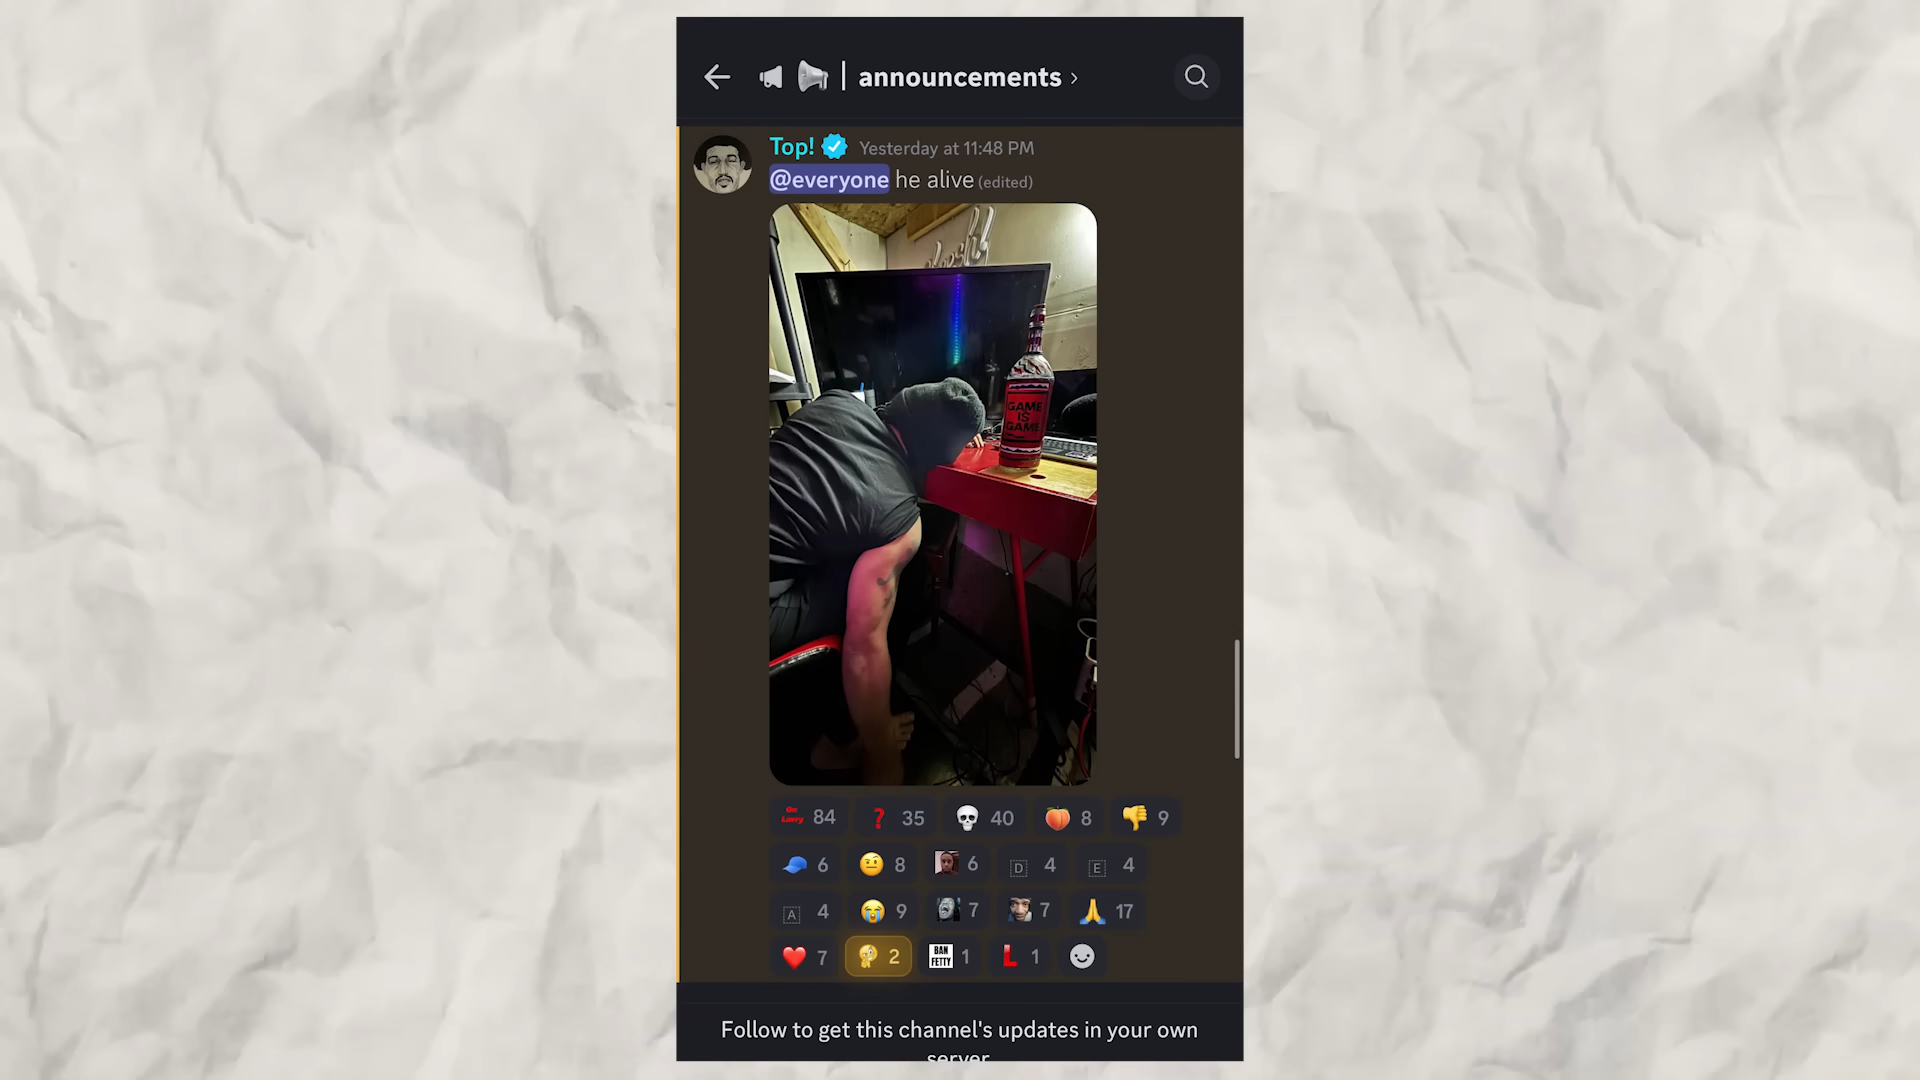 announcements
Top! Yesterday at 11:48 PM
@everyone he alive (edited)
GAME
IS
GAME
84 35 40 8 9
6 8 6 D 4 E 4
A 4 9 7 7 17
7 2 BAN FETTY 1 L 1
Follow to get this channel's updates in your own
server